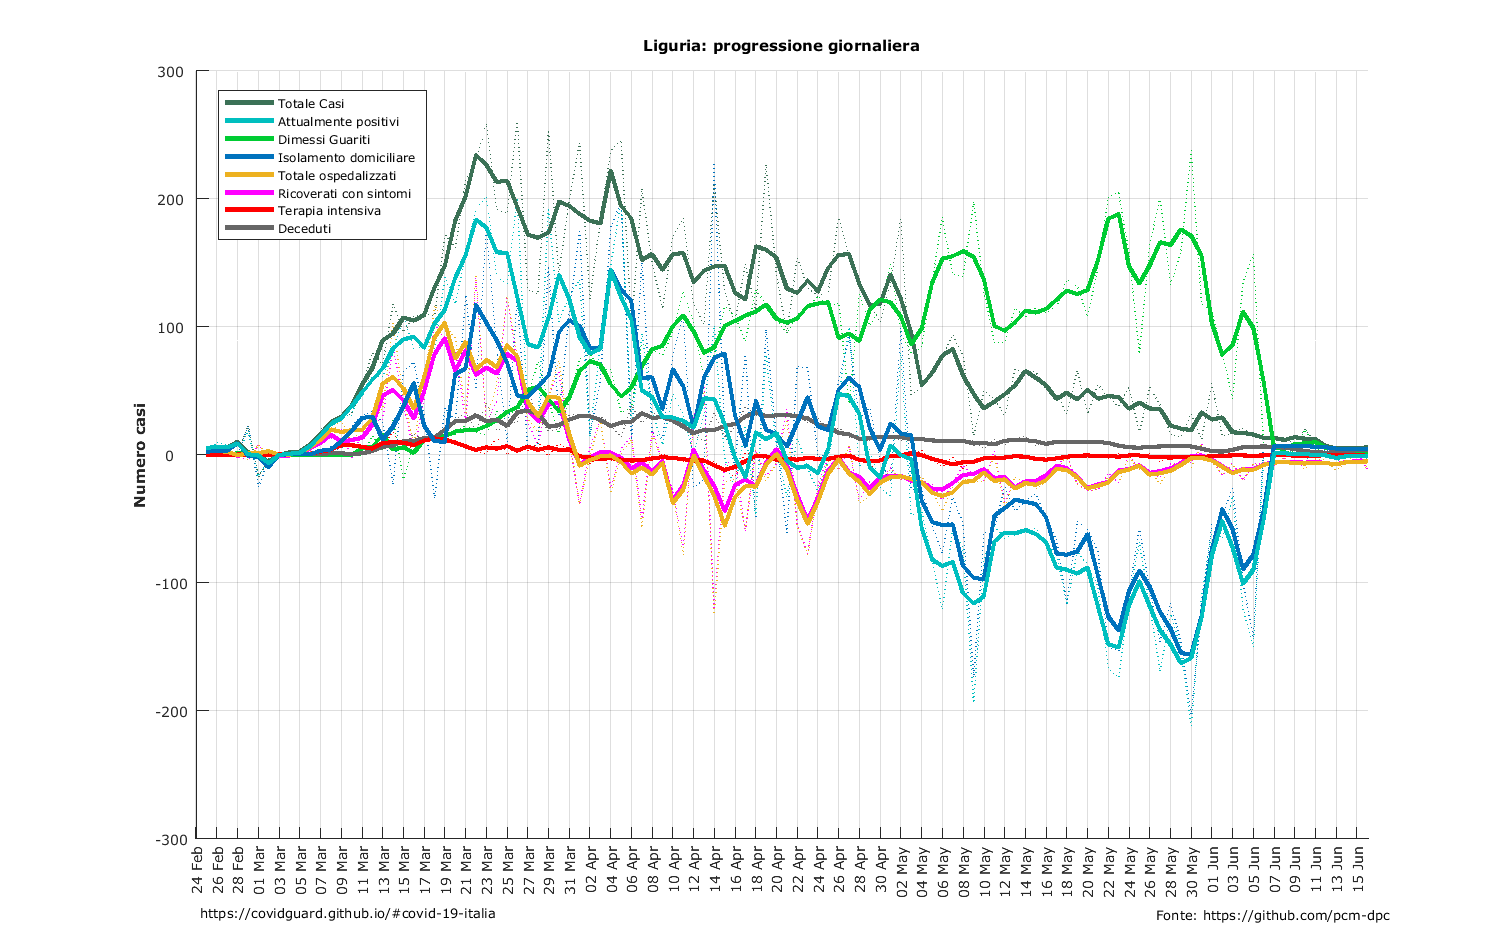 Liguria: progressione giornaliera
Numero casi
300
200
100
0
-100
-200
-300
Totale Casi
Attualmente positivi
Dimessi Guariti
Isolamento domiciliare
Totale ospedalizzati
Ricoverati con sintomi
Terapia intensiva
Deceduti
24 Feb
26 Feb
28 Feb
01 Mar
03 Mar
05 Mar
07 Mar
09 Mar
11 Mar
13 Mar
15 Mar
17 Mar
19 Mar
21 Mar
23 Mar
25 Mar
27 Mar
29 Mar
31 Mar
02 Apr
04 Apr
06 Apr
08 Apr
10 Apr
12 Apr
14 Apr
16 Apr
18 Apr
20 Apr
22 Apr
24 Apr
26 Apr
28 Apr
30 Apr
02 May
04 May
06 May
08 May
10 May
12 May
14 May
16 May
18 May
20 May
22 May
24 May
26 May
28 May
30 May
01 Jun
03 Jun
05 Jun
07 Jun
09 Jun
11 Jun
13 Jun
15 Jun
https://covidguard.github.io/#covid-19-italia
Fonte: https://github.com/pcm-dpc